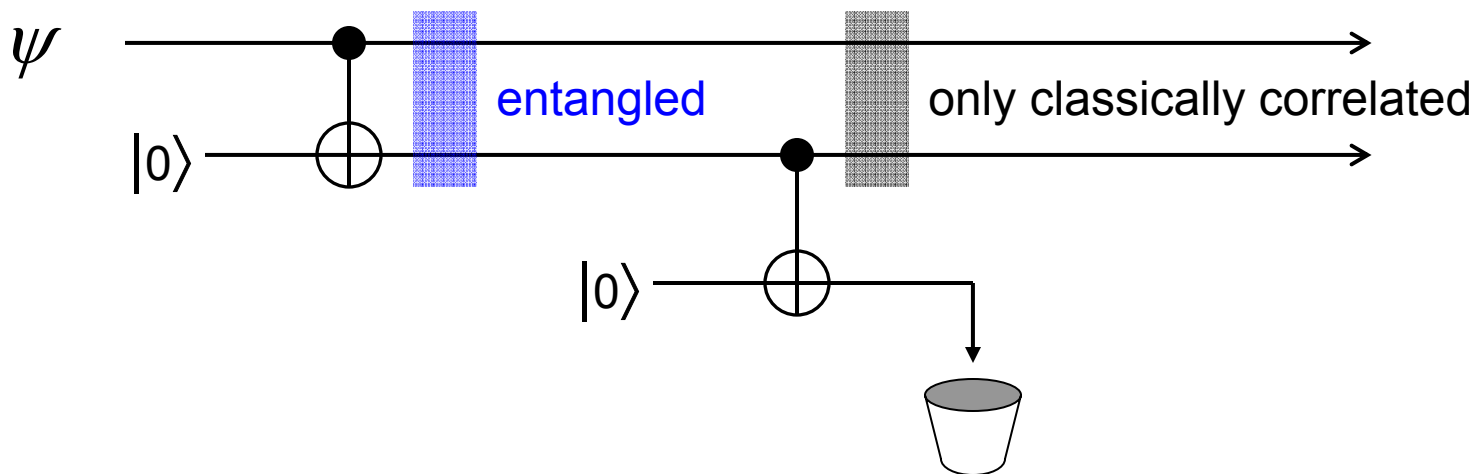 ψ
entangled
only classically correlated
|0⟩
|0⟩